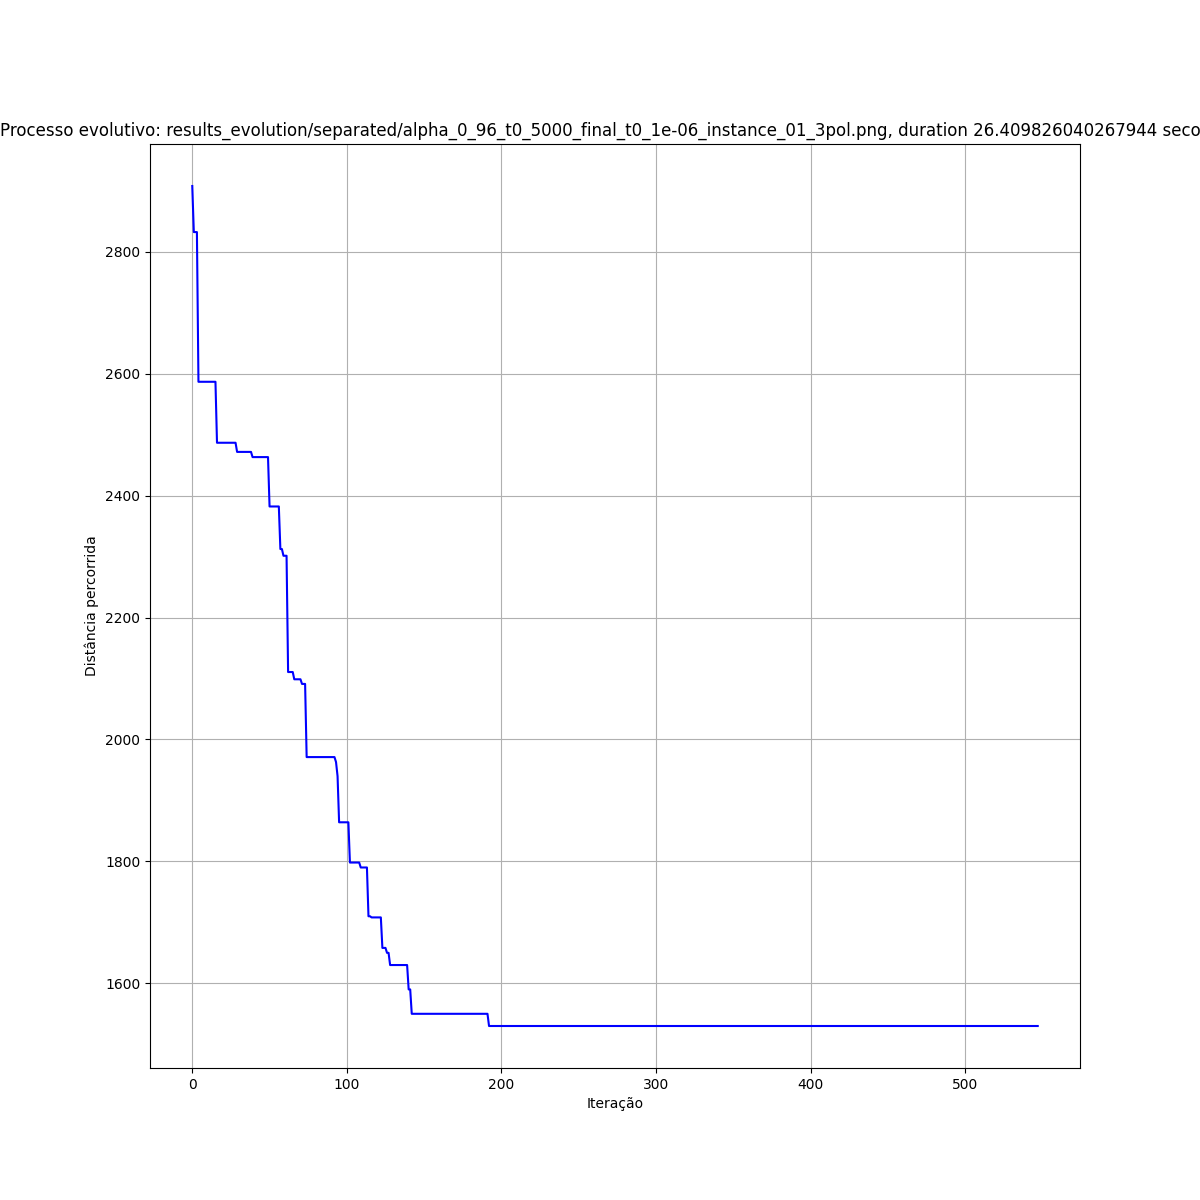 Processo evolutivo: results_evolution/separated/alpha_0_96_t0_5000_final_t0_1e-06_instance_01_3pol.png, duration 26.409826040267944 seco
2800
2600
2400
2200
2000
1800
1600
Distância percorrida
0 100 200 300 400 500
Iteração